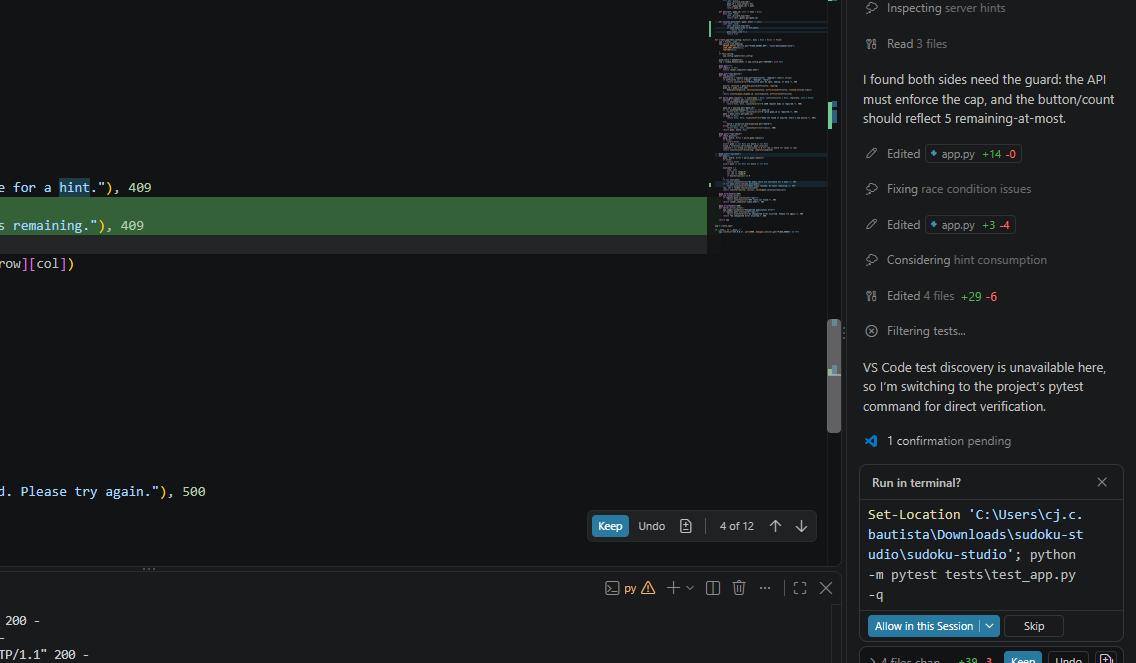 e for a hint."), 409
s remaining."), 409
row][col])
d. Please try again."), 500
Keep
Undo
4 of 12
py
200 -
-
TP/1.1" 200 -
Inspecting server hints
Read 3 files
I found both sides need the guard: the API
must enforce the cap, and the button/count
should reflect 5 remaining-at-most.
Edited app.py +14 -0
Fixing race condition issues
Edited app.py +3 -4
Considering hint consumption
Edited 4 files +29 -6
Filtering tests...
VS Code test discovery is unavailable here,
so I'm switching to the project's pytest
command for direct verification.
1 confirmation pending
Run in terminal?
Set-Location 'C:\Users\cj.c.
bautista\Downloads\sudoku-st
udio\sudoku-studio'; python
-m pytest tests\test_app.py
-q
Allow in this Session
Skip
4 files chan +39 -3 Keep Undo